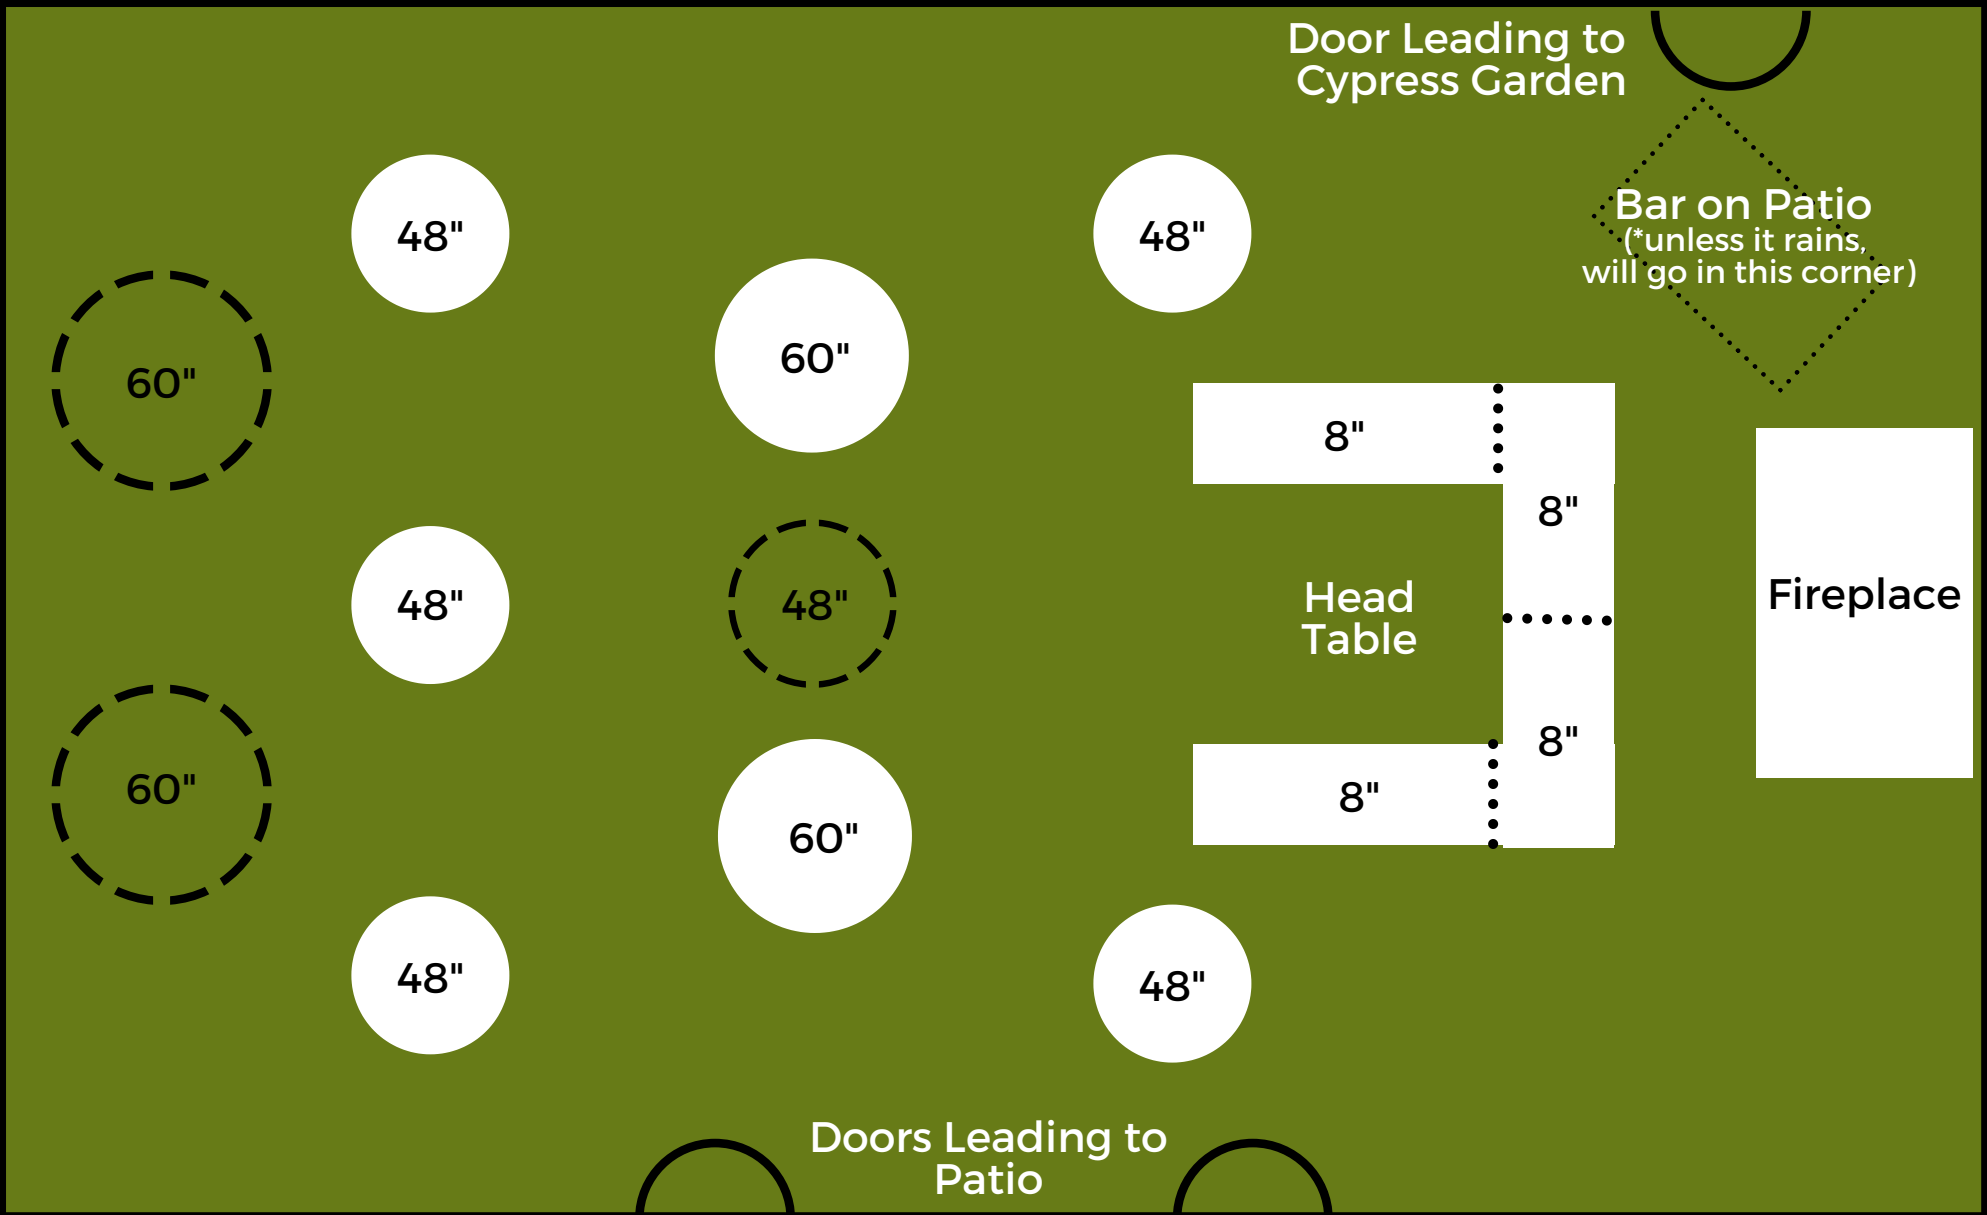 Door Leading to
Cypress Garden
48"
48"
Bar on Patio
(*unless it rains,
will go in this corner)
60"
60"
8"
8"
48"
48"
Head
Table
Fireplace
8"
60"
8"
60"
48"
48"
Doors Leading to
Patio